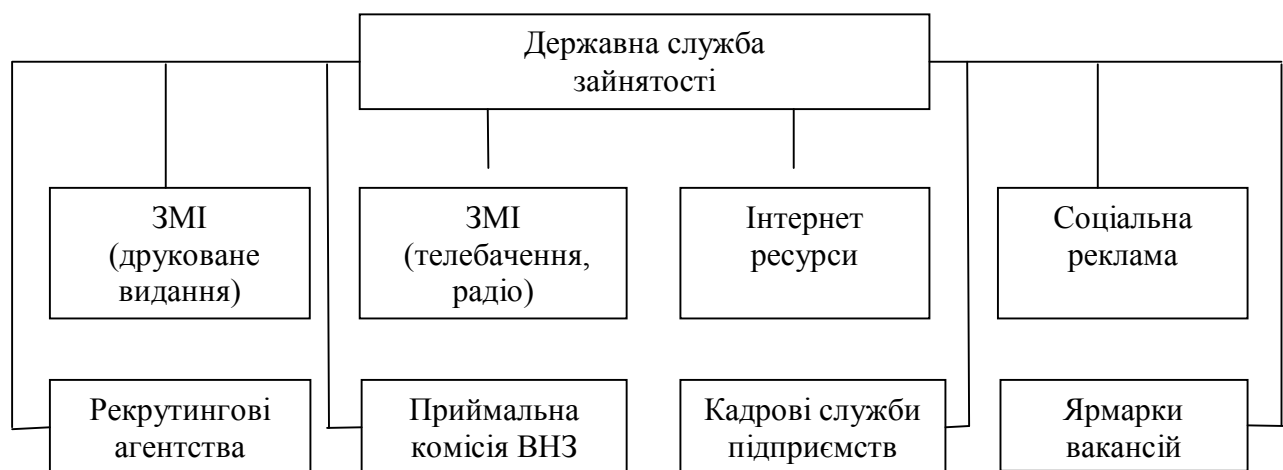 Державна служба
зайнятості
ЗМІ
(друковане
видання)
ЗМІ
(телебачення,
радіо)
Інтернет
ресурси
Соціальна
реклама
Рекрутингові
агентства
Приймальна
комісія ВНЗ
Кадрові служби
підприємств
Ярмарки
вакансій